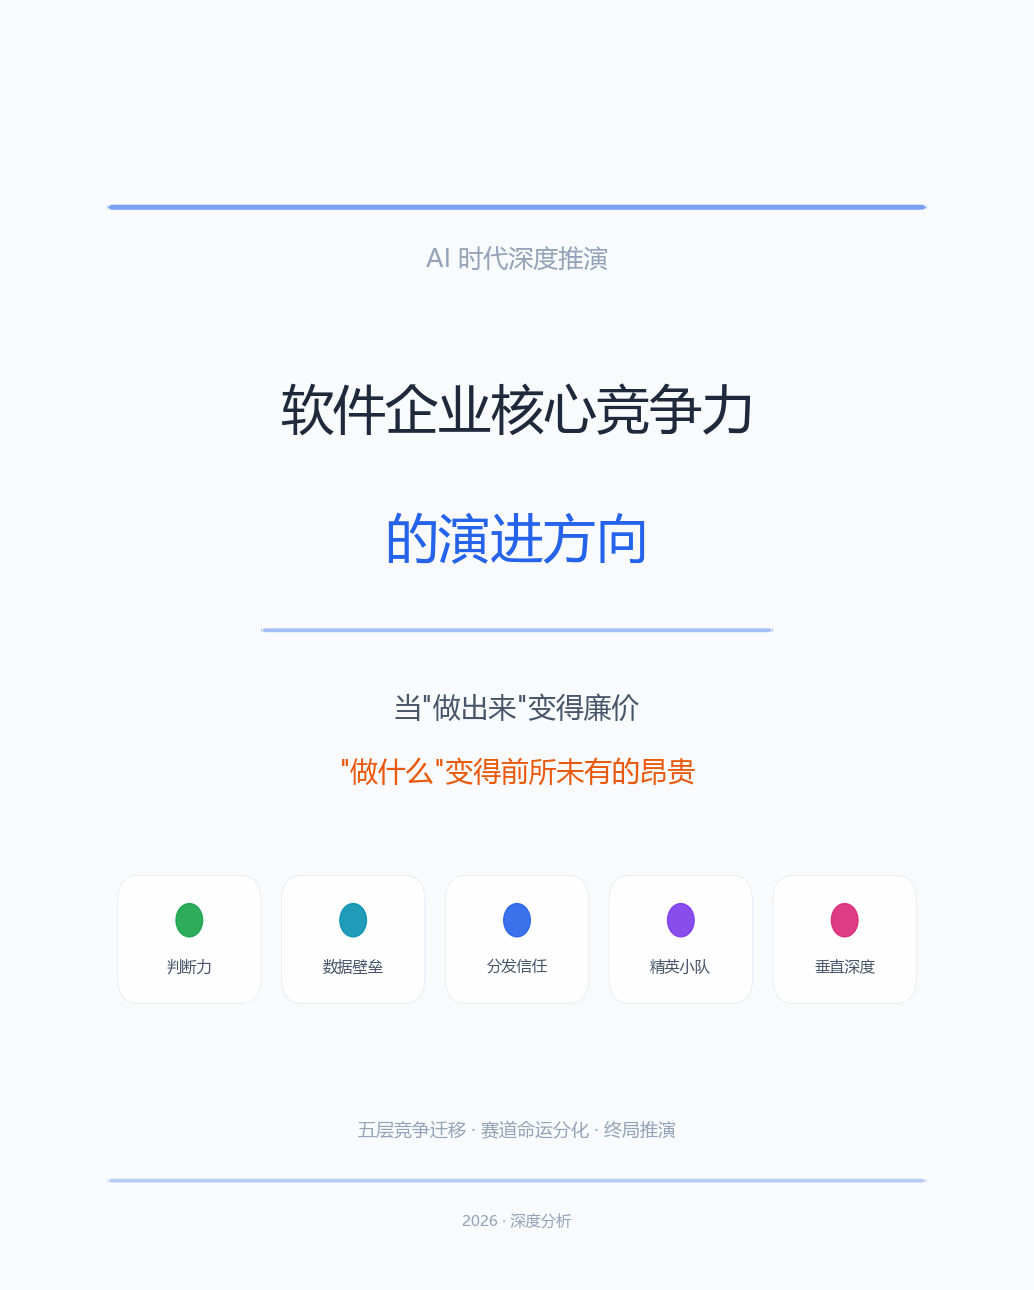 AI 时代深度推演
软件企业核心竞争力
的演进方向
当"做出来"变得廉价
"做什么"变得前所未有的昂贵
判断力
数据壁垒
分发信任
精英小队
垂直深度
五层竞争迁移 · 赛道命运分化 · 终局推演
2026 · 深度分析